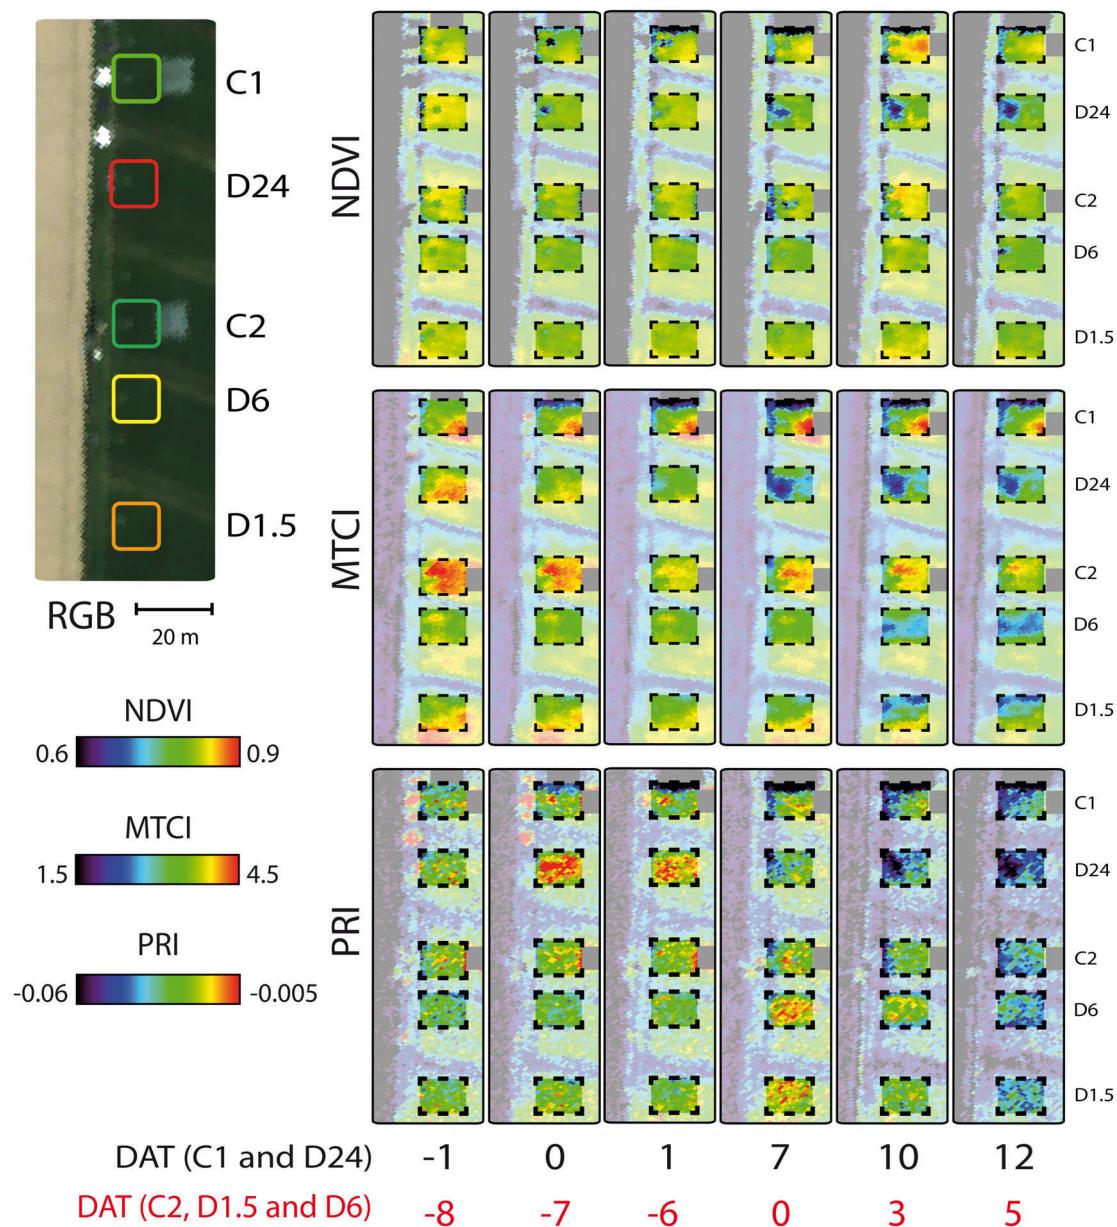 C1
D24
C2
D6
D1.5
RGB
20 m
NDVI
0.6 0.9
MTCI
1.5 4.5
PRI
-0.06 -0.005
NDVI
C1
D24
C2
D6
D1.5
MTCI
C1
D24
C2
D6
D1.5
PRI
C1
D24
C2
D6
D1.5
DAT (C1 and D24) -1 0 1 7 10 12
DAT (C2, D1.5 and D6) -8 -7 -6 0 3 5